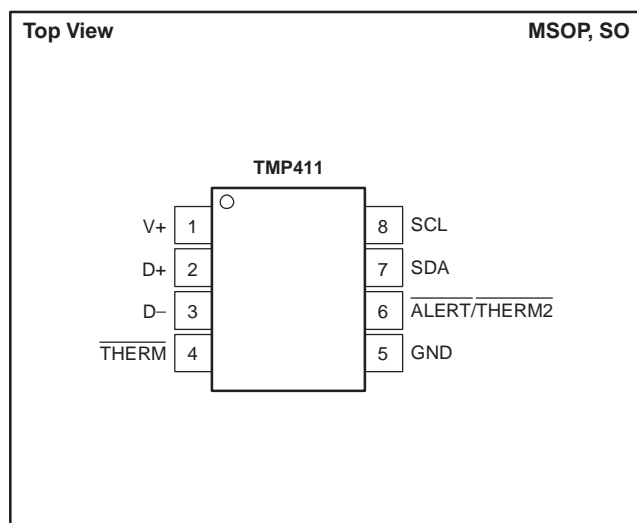 Top View MSOP, SO
TMP411
V+ 1 8 SCL
D+ 2 7 SDA
D− 3 6 ALERT/THERM2
THERM 4 5 GND